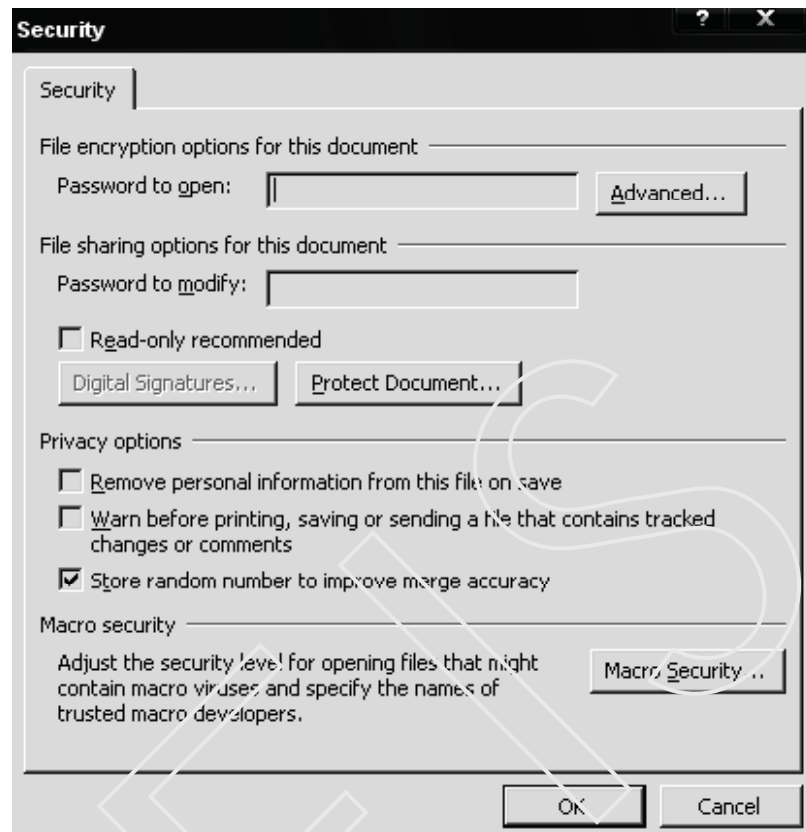 Security
? X
Security
File encryption options for this document
Password to open:
Advanced...
File sharing options for this document
Password to modify:
Read-only recommended
Digital Signatures...
Protect Document...
Privacy options
Remove personal information from this file on save
Warn before printing, saving or sending a file that contains tracked
changes or comments
Store random number to improve merge accuracy
Macro security
Adjust the security level for opening files that might
contain macro viruses and specify the names of
trusted macro developers.
Macro Security...
OK
Cancel